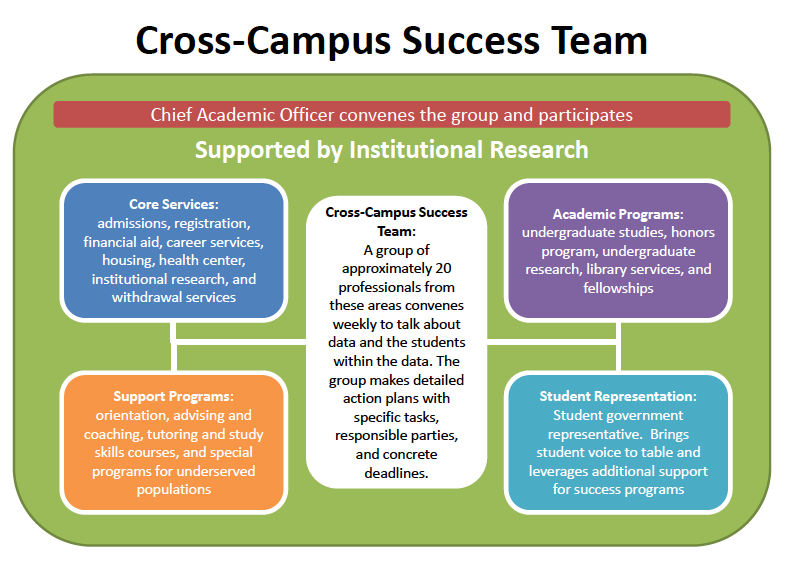 Cross-Campus Success Team
Chief Academic Officer convenes the group and participates
Supported by Institutional Research
Core Services:
admissions, registration,
financial aid, career services,
housing, health center,
institutional research, and
withdrawal services
Support Programs:
orientation, advising and
coaching, tutoring and study
skills courses, and special
programs for underserved
populations
Cross-Campus Success
Team:
A group of
approximately 20
professionals from
these areas convenes
weekly to talk about
data and the students
within the data. The
group makes detailed
action plans with
specific tasks,
responsible parties,
and concrete
deadlines.
Academic Programs:
undergraduate studies, honors
program, undergraduate
research, library services, and
fellowships
Student Representation:
Student government
representative.  Brings
student voice to table and
leverages additional support
for success programs